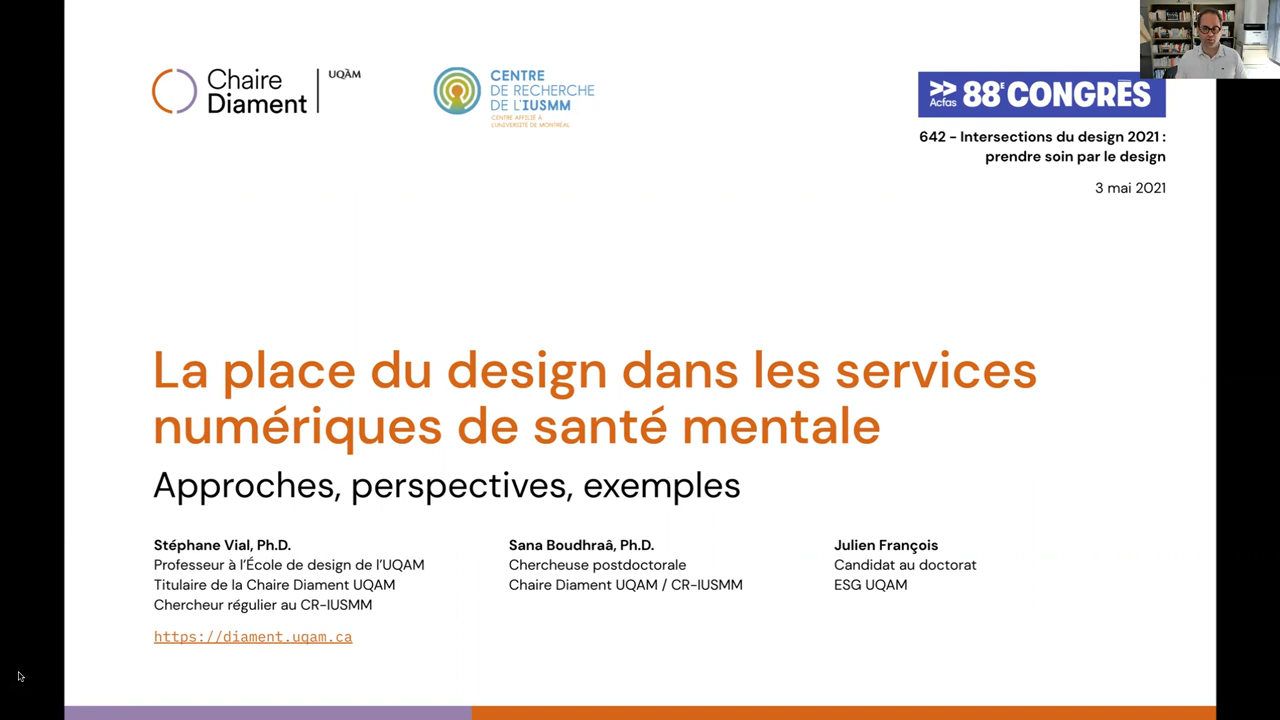 Chaire
Diament
UQÀM
CENTRE
DE RECHERCHE
DE L'IUSMM
CENTRE AFFILIÉ À
L'UNIVERSITÉ DE MONTRÉAL
Acfas 88E CONGRÈS
642 – Intersections du design 2021 :
prendre soin par le design
3 mai 2021
La place du design dans les services
numériques de santé mentale
Approches, perspectives, exemples
Stéphane Vial, Ph.D.
Professeur à l'École de design de l'UQAM
Titulaire de la Chaire Diament UQAM
Chercheur régulier au CR-IUSMM
https://diament.uqam.ca
Sana Boudhraâ, Ph.D.
Chercheuse postdoctorale
Chaire Diament UQAM / CR-IUSMM
Julien François
Candidat au doctorat
ESG UQAM